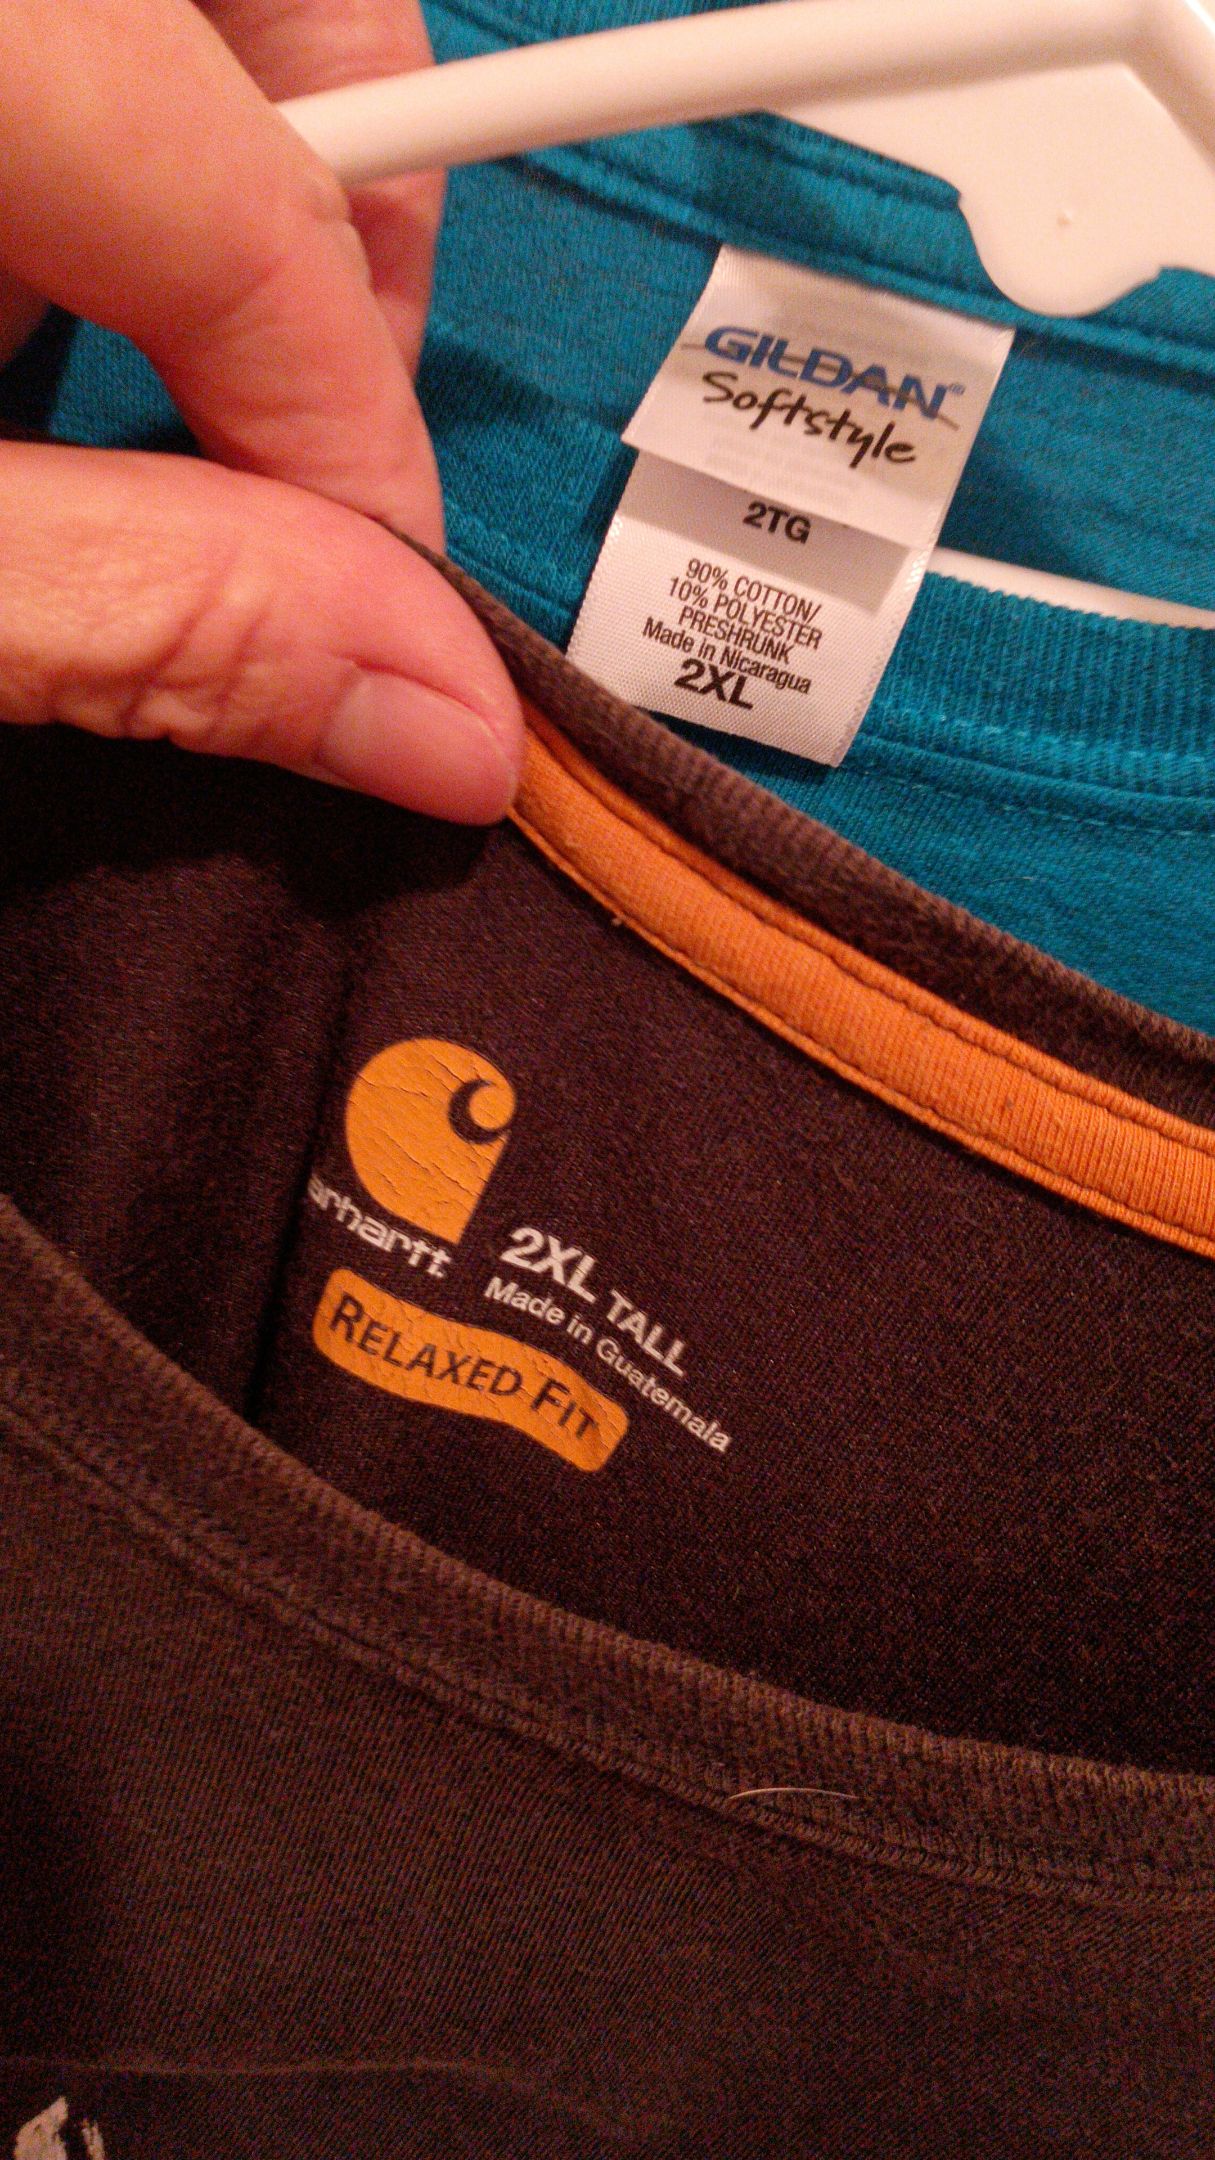 GILDAN®
Softstyle
2TG
90% COTTON/
10% POLYESTER
PRESHRUNK
Made in Nicaragua
2XL
arhartt
2XL TALL
Made in Guatemala
RELAXED FIT